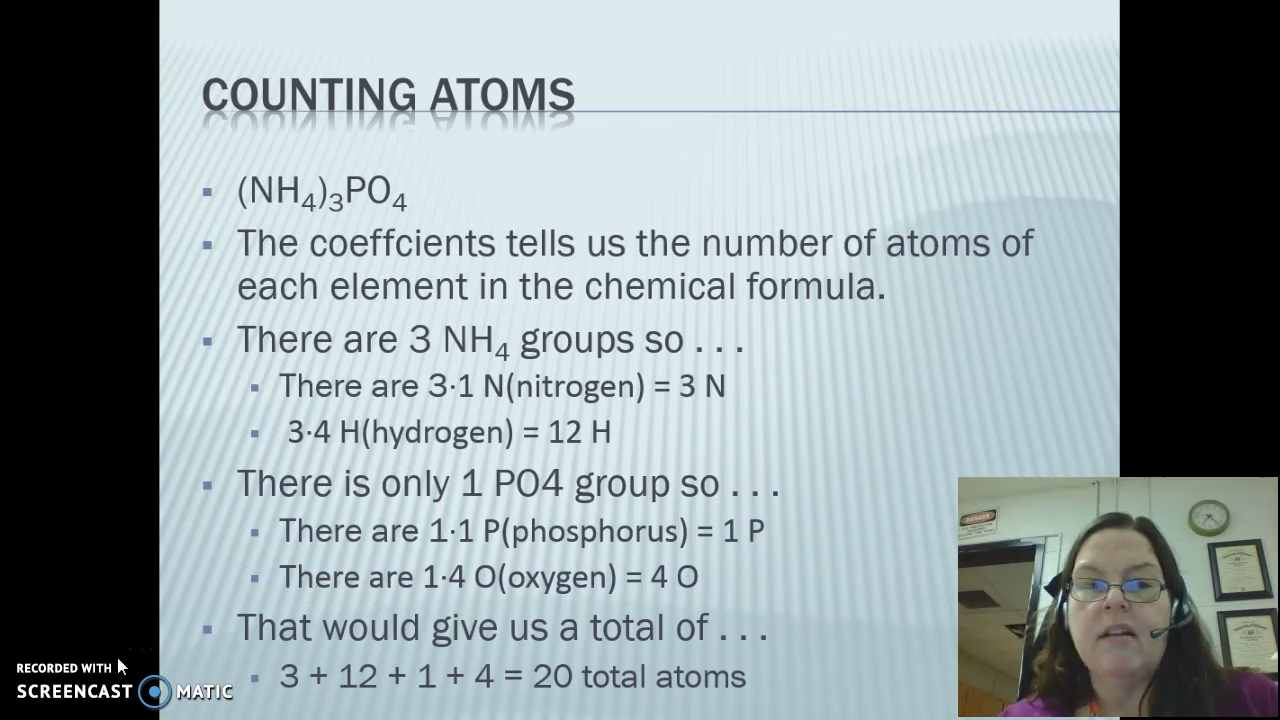 COUNTING ATOMS
(NH₄)₃PO₄
The coeffcients tells us the number of atoms of
each element in the chemical formula.
There are 3 NH₄ groups so . . .
There are 3·1 N(nitrogen) = 3 N
3·4 H(hydrogen) = 12 H
There is only 1 PO4 group so . . .
There are 1·1 P(phosphorus) = 1 P
There are 1·4 O(oxygen) = 4 O
That would give us a total of . . .
3 + 12 + 1 + 4 = 20 total atoms
DANGER
RECORDED WITH
SCREENCAST MATIC